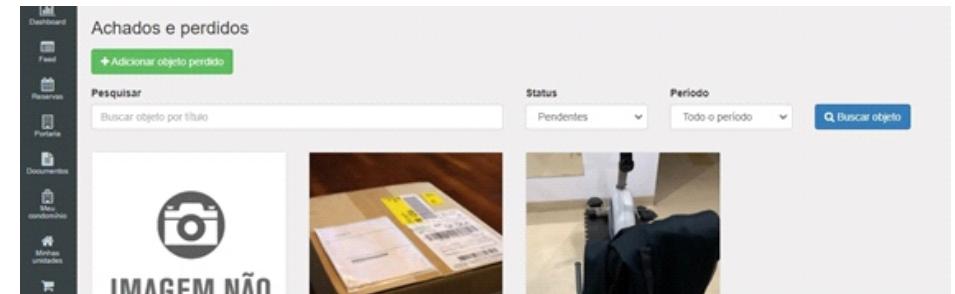 Dashboard
Achados e perdidos
+ Adicionar objeto perdido
Feed
Reservas
Pesquisar
Status
Período
Buscar objeto por título
Pendentes
Todo o período
Buscar objeto
Portaria
Documentos
Meu
condomínio
Minhas
unidades
IMAGEM NÃO